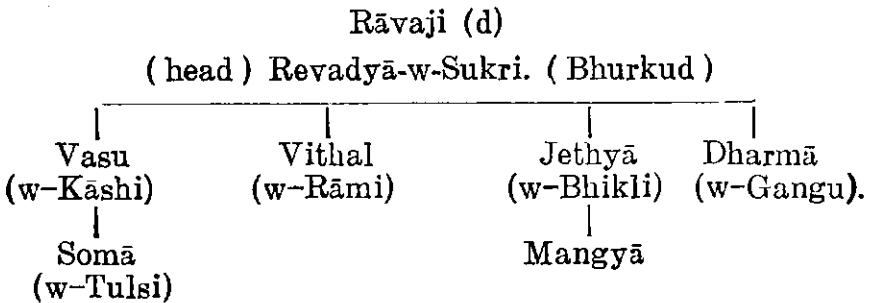 Rāvaji (d)
( head ) Revadyā-w-Sukri. ( Bhurkud )
Vasu Vithal Jethyā Dharmā
(w-Kāshi) (w-Rāmi) (w-Bhikli) (w-Gangu).
Somā Mangyā
(w-Tulsi)